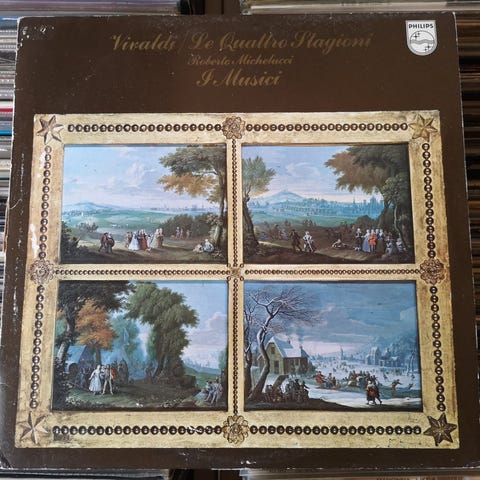 Vivaldi/Le Quattro Stagioni
Roberto Michelucci
I Musici
PHILIPS